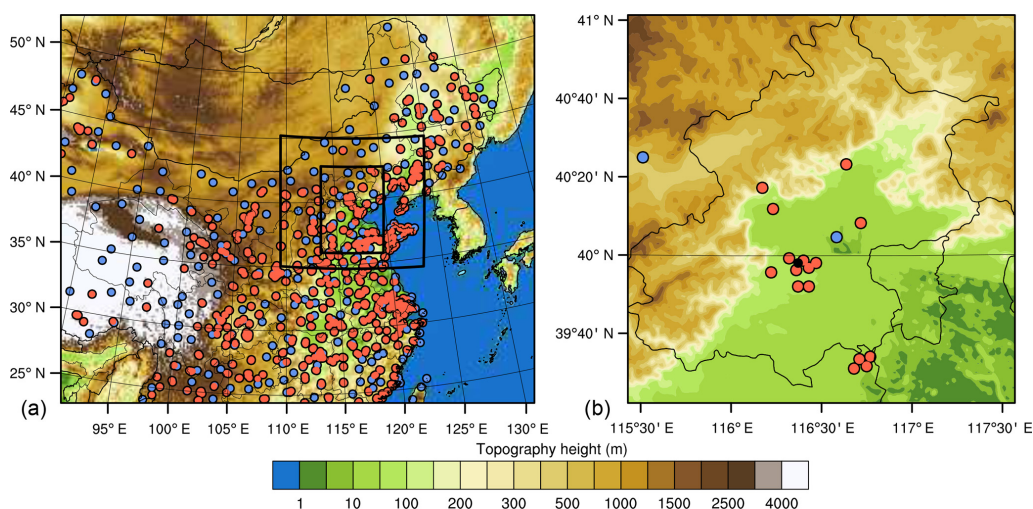 50° N
45° N
40° N
35° N
30° N
25° N
(a)
95° E 100° E 105° E 110° E 115° E 120° E 125° E 130° E
41° N
40°40' N
40°20' N
40° 0' N
39°40' N
(b)
115°30' E 116° E 116°30' E 117° E 117°30' E
Topography height (m)
1 10 100 200 300 500 1000 1500 2500 4000